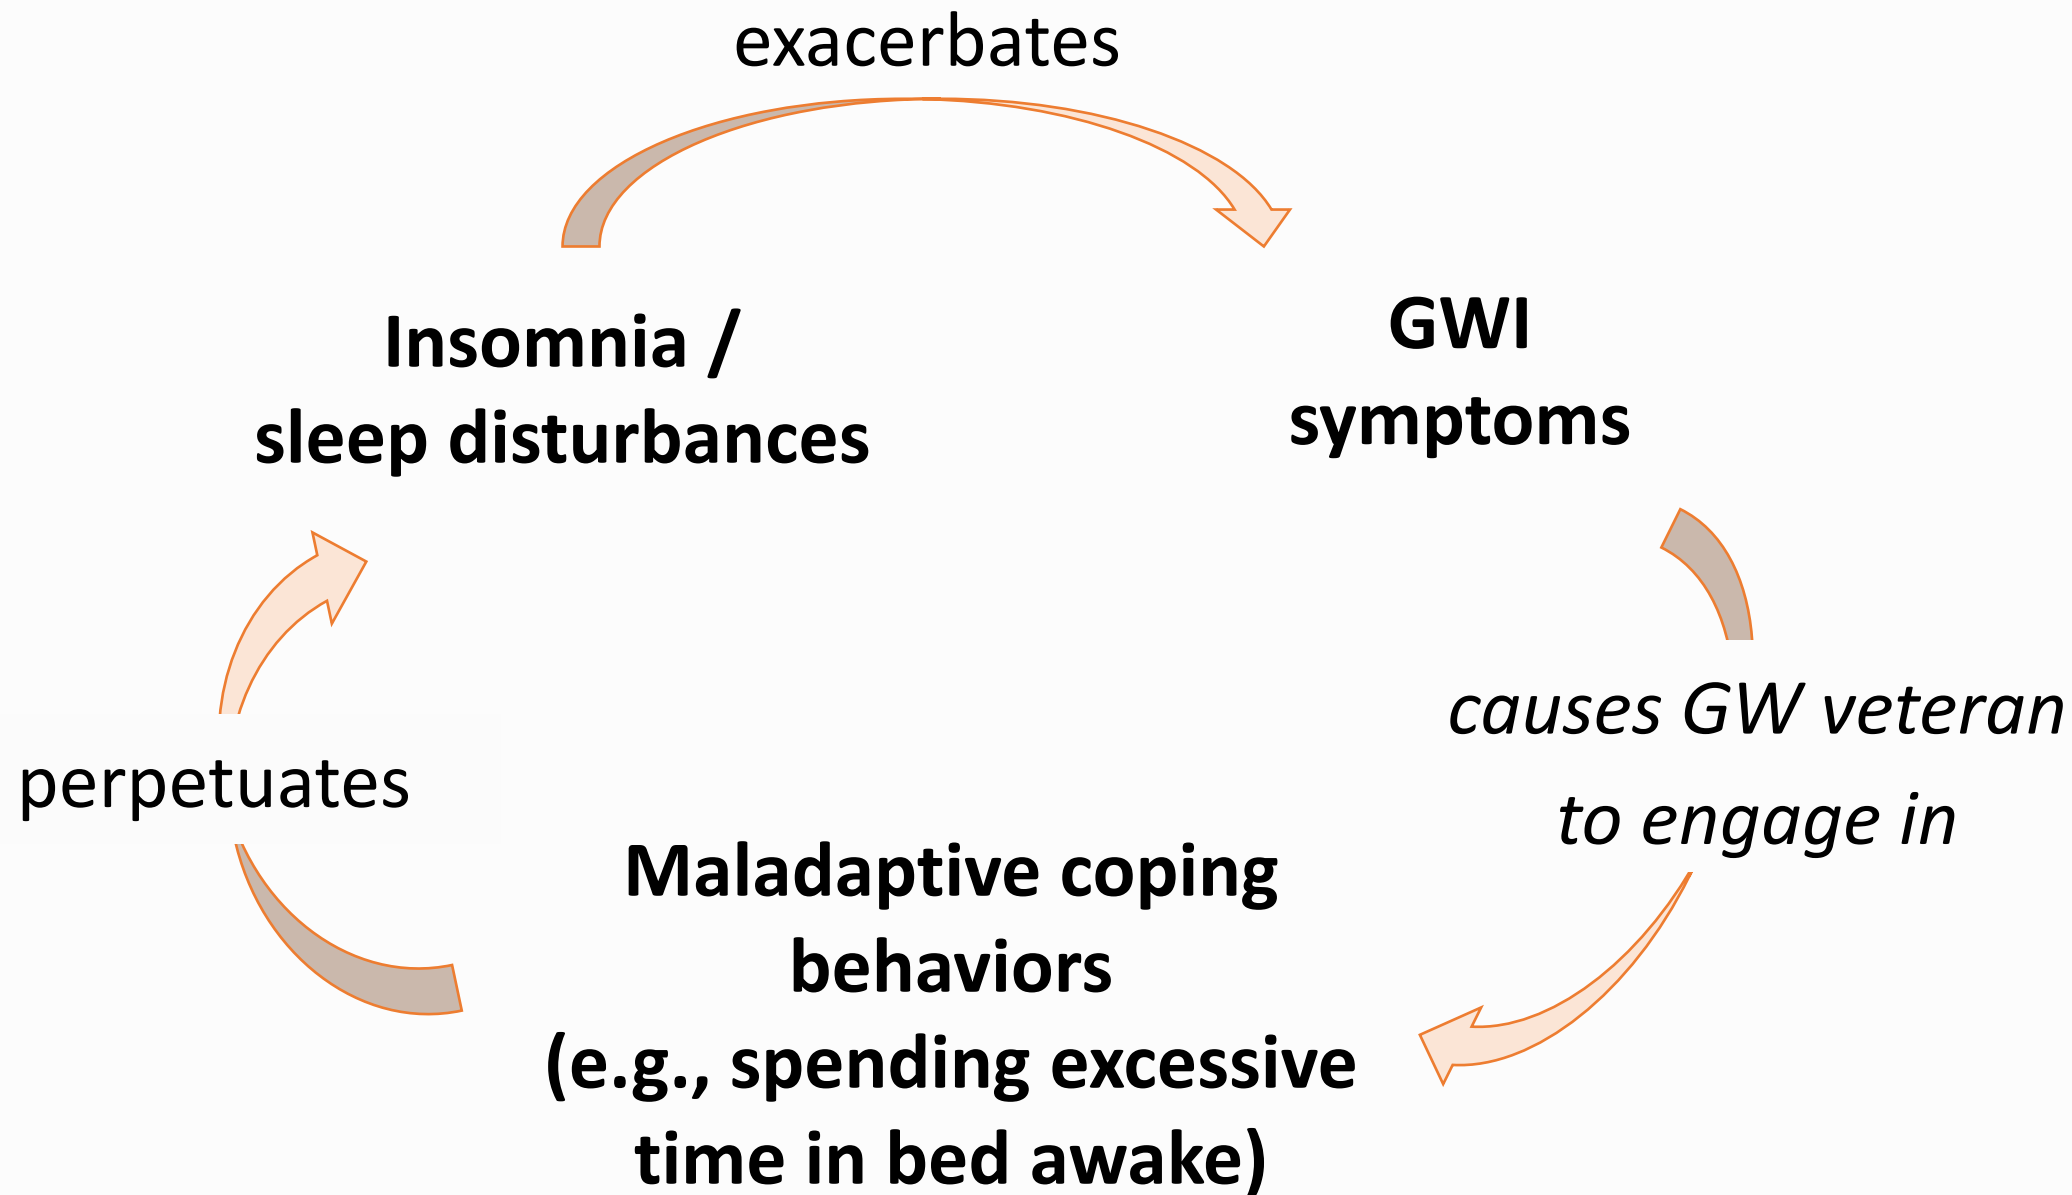 exacerbates
Insomnia /
sleep disturbances
GWI
symptoms
causes GW veteran
to engage in
Maladaptive coping
behaviors
(e.g., spending excessive
time in bed awake)
perpetuates